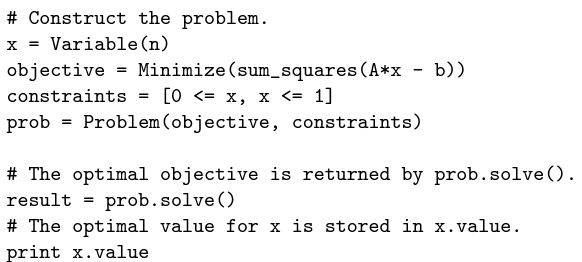 # Construct the problem.
x = Variable(n)
objective = Minimize(sum_squares(A*x - b))
constraints = [0 <= x, x <= 1]
prob = Problem(objective, constraints)

# The optimal objective is returned by prob.solve().
result = prob.solve()
# The optimal value for x is stored in x.value.
print x.value